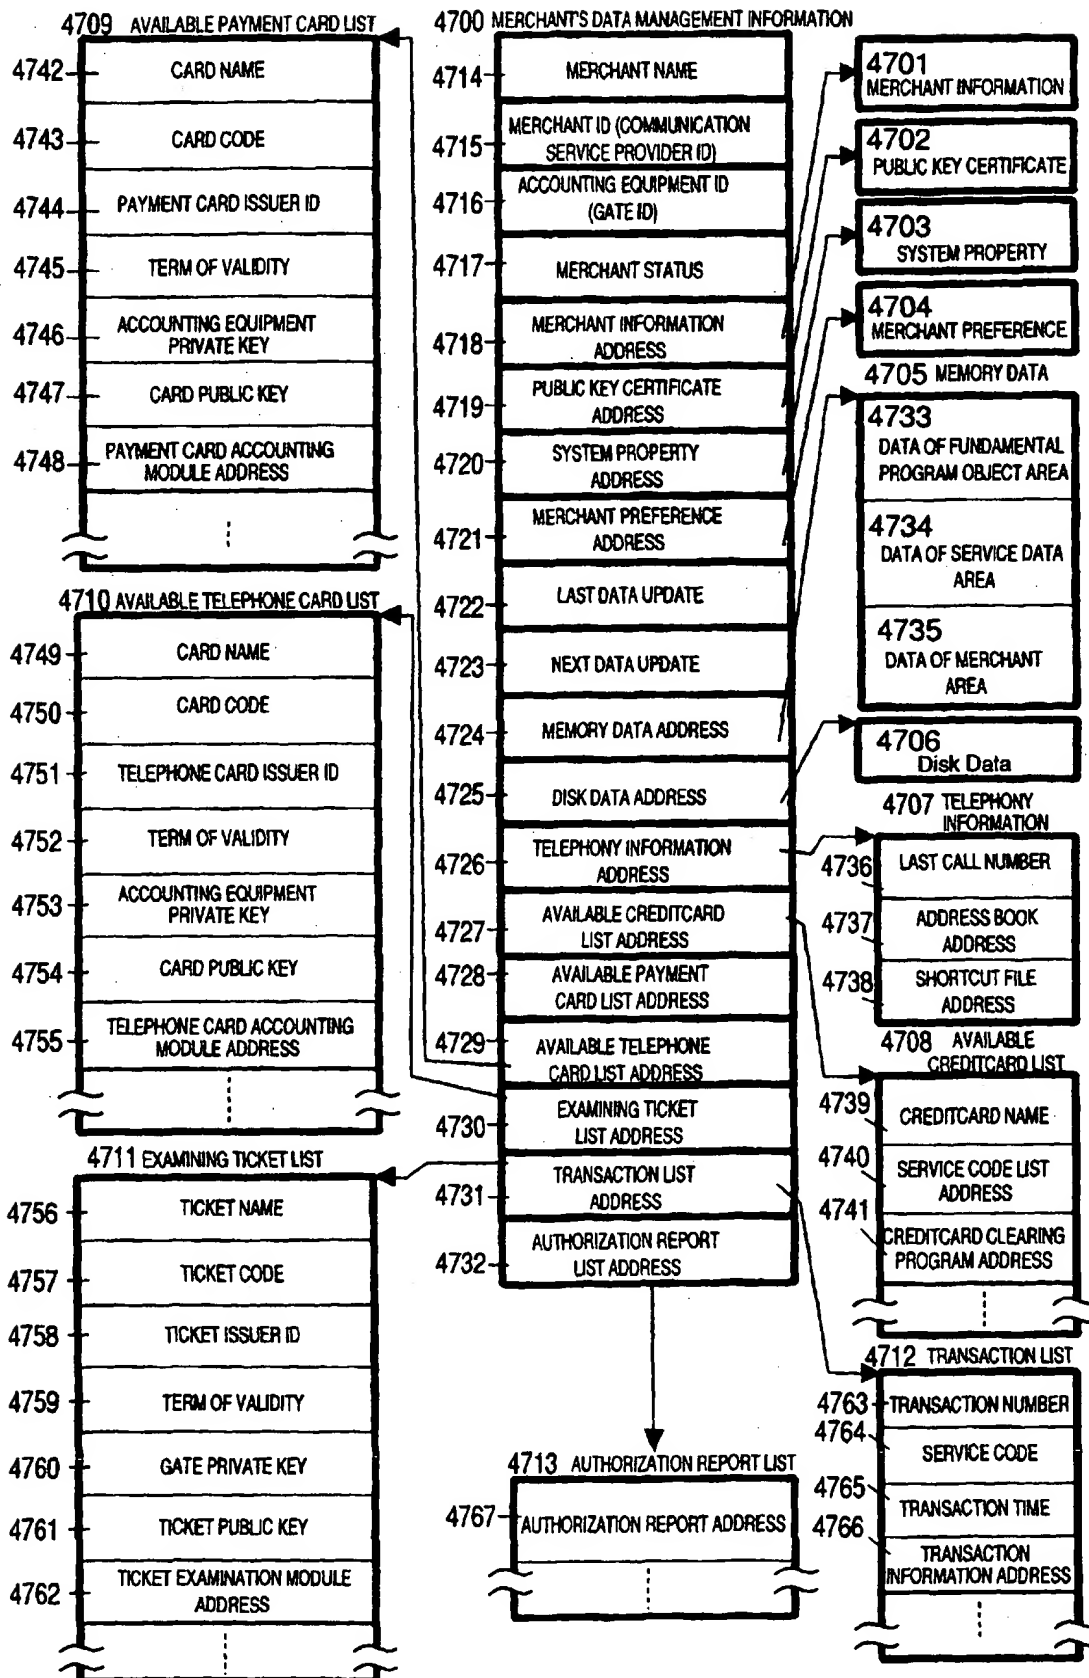 4709 AVAILABLE PAYMENT CARD LIST
4742 CARD NAME
4743 CARD CODE
4744 PAYMENT CARD ISSUER ID
4745 TERM OF VALIDITY
4746 ACCOUNTING EQUIPMENT
PRIVATE KEY
4747 CARD PUBLIC KEY
4748 PAYMENT CARD ACCOUNTING
MODULE ADDRESS
4710 AVAILABLE TELEPHONE CARD LIST
4749 CARD NAME
4750 CARD CODE
4751 TELEPHONE CARD ISSUER ID
4752 TERM OF VALIDITY
4753 ACCOUNTING EQUIPMENT
PRIVATE KEY
4754 CARD PUBLIC KEY
4755 TELEPHONE CARD ACCOUNTING
MODULE ADDRESS
4711 EXAMINING TICKET LIST
4756 TICKET NAME
4757 TICKET CODE
4758 TICKET ISSUER ID
4759 TERM OF VALIDITY
4760 GATE PRIVATE KEY
4761 TICKET PUBLIC KEY
4762 TICKET EXAMINATION MODULE
ADDRESS
4700 MERCHANT'S DATA MANAGEMENT INFORMATION
4714 MERCHANT NAME
4715 MERCHANT ID (COMMUNICATION
SERVICE PROVIDER ID)
4716 ACCOUNTING EQUIPMENT ID
(GATE ID)
4717 MERCHANT STATUS
4718 MERCHANT INFORMATION
ADDRESS
4719 PUBLIC KEY CERTIFICATE
ADDRESS
4720 SYSTEM PROPERTY
ADDRESS
4721 MERCHANT PREFERENCE
ADDRESS
4722 LAST DATA UPDATE
4723 NEXT DATA UPDATE
4724 MEMORY DATA ADDRESS
4725 DISK DATA ADDRESS
4726 TELEPHONY INFORMATION
ADDRESS
4727 AVAILABLE CREDITCARD
LIST ADDRESS
4728 AVAILABLE PAYMENT
CARD LIST ADDRESS
4729 AVAILABLE TELEPHONE
CARD LIST ADDRESS
4730 EXAMINING TICKET
LIST ADDRESS
4731 TRANSACTION LIST
ADDRESS
4732 AUTHORIZATION REPORT
LIST ADDRESS
4713 AUTHORIZATION REPORT LIST
4767 AUTHORIZATION REPORT ADDRESS
4701
MERCHANT INFORMATION
4702
PUBLIC KEY CERTIFICATE
4703
SYSTEM PROPERTY
4704
MERCHANT PREFERENCE
4705 MEMORY DATA
4733
DATA OF FUNDAMENTAL
PROGRAM OBJECT AREA
4734
DATA OF SERVICE DATA
AREA
4735
DATA OF MERCHANT
AREA
4706
Disk Data
4707 TELEPHONY
INFORMATION
4736 LAST CALL NUMBER
4737 ADDRESS BOOK
ADDRESS
4738 SHORTCUT FILE
ADDRESS
4708 AVAILABLE
CREDITCARD LIST
4739 CREDITCARD NAME
4740 SERVICE CODE LIST
ADDRESS
4741 CREDITCARD CLEARING
PROGRAM ADDRESS
4712 TRANSACTION LIST
4763 TRANSACTION NUMBER
4764 SERVICE CODE
4765 TRANSACTION TIME
4766 TRANSACTION
INFORMATION ADDRESS